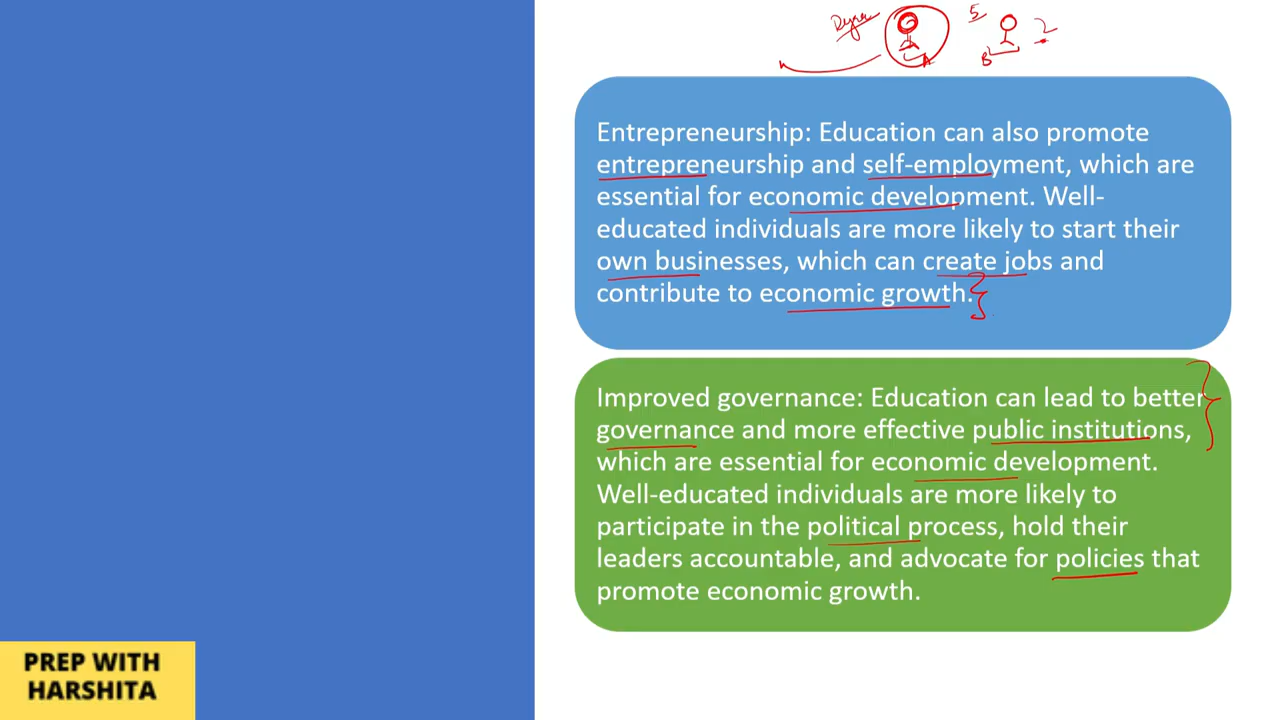 5
2
A
B
Entrepreneurship: Education can also promote
entrepreneurship and self-employment, which are
essential for economic development. Well-
educated individuals are more likely to start their
own businesses, which can create jobs and
contribute to economic growth.
Improved governance: Education can lead to better
governance and more effective public institutions,
which are essential for economic development.
Well-educated individuals are more likely to
participate in the political process, hold their
leaders accountable, and advocate for policies that
promote economic growth.
PREP WITH
HARSHITA